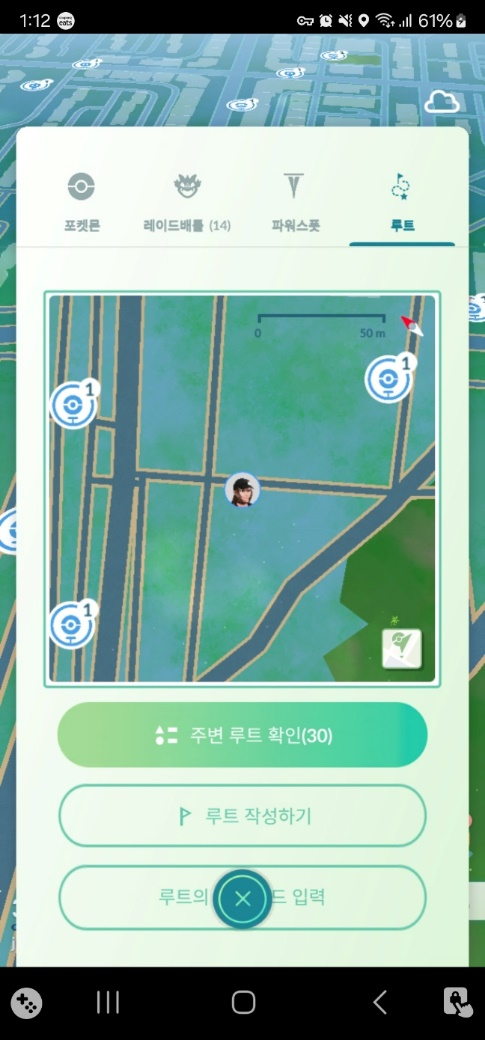 1:12
61%
포켓몬
레이드배틀 (14)
파워스폿
루트
0
50 m
1
1
1
주변 루트 확인(30)
루트 작성하기
루트의
드 입력